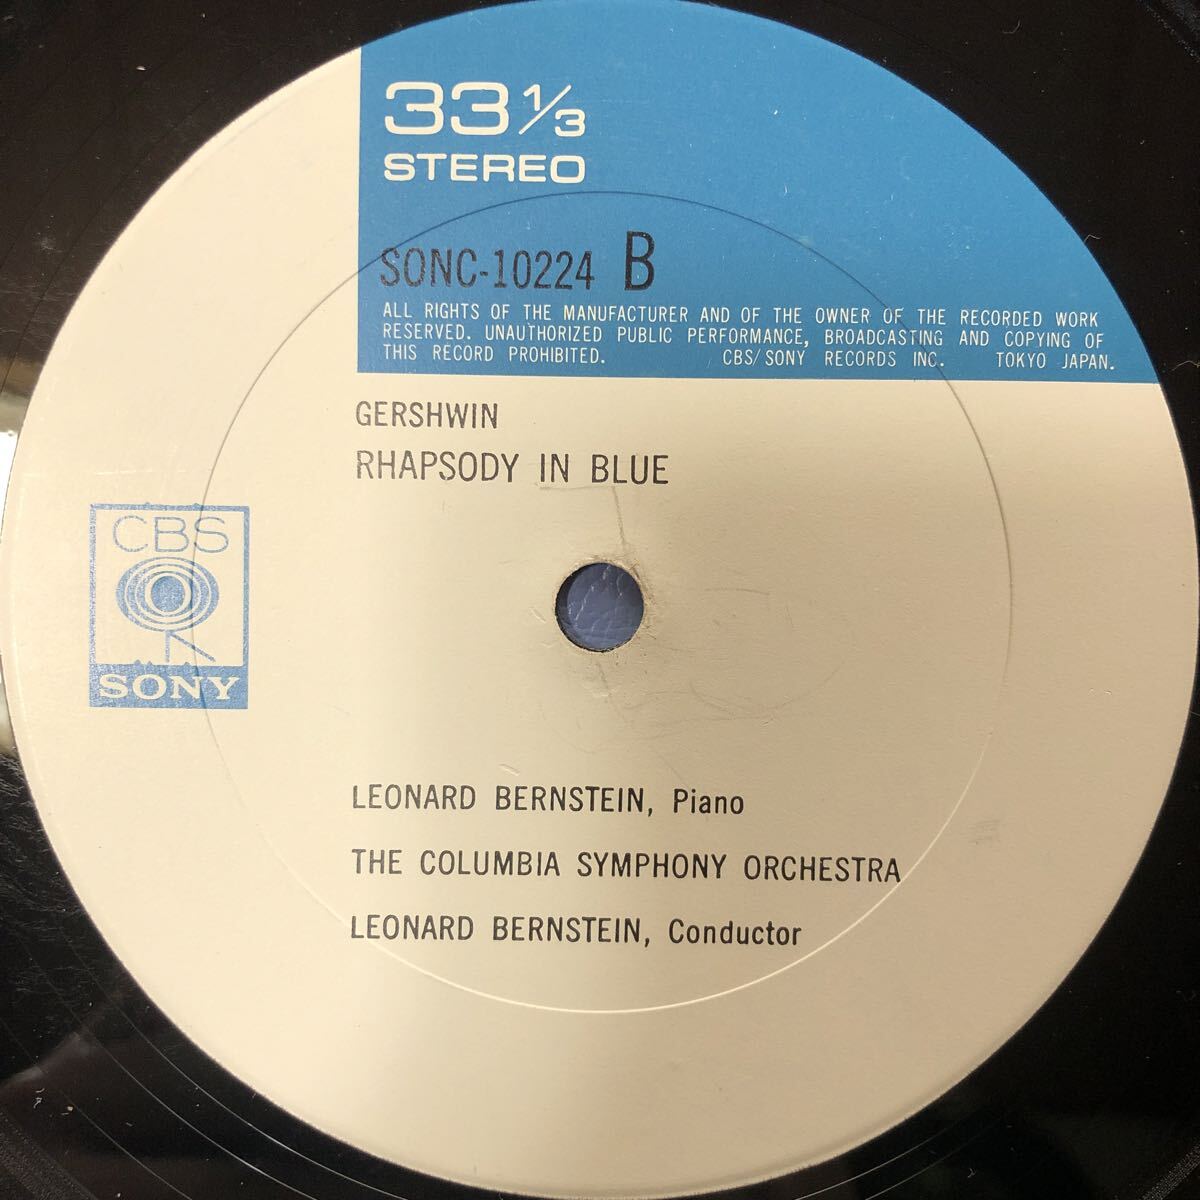 33 1/3
STEREO
SONC-10224 B
ALL RIGHTS OF THE MANUFACTURER AND OF THE OWNER OF THE RECORDED WORK
RESERVED. UNAUTHORIZED PUBLIC PERFORMANCE, BROADCASTING AND COPYING OF
THIS RECORD PROHIBITED. CBS/SONY RECORDS INC. TOKYO JAPAN.
GERSHWIN
RHAPSODY IN BLUE
CBS
SONY
LEONARD BERNSTEIN, Piano
THE COLUMBIA SYMPHONY ORCHESTRA
LEONARD BERNSTEIN, Conductor